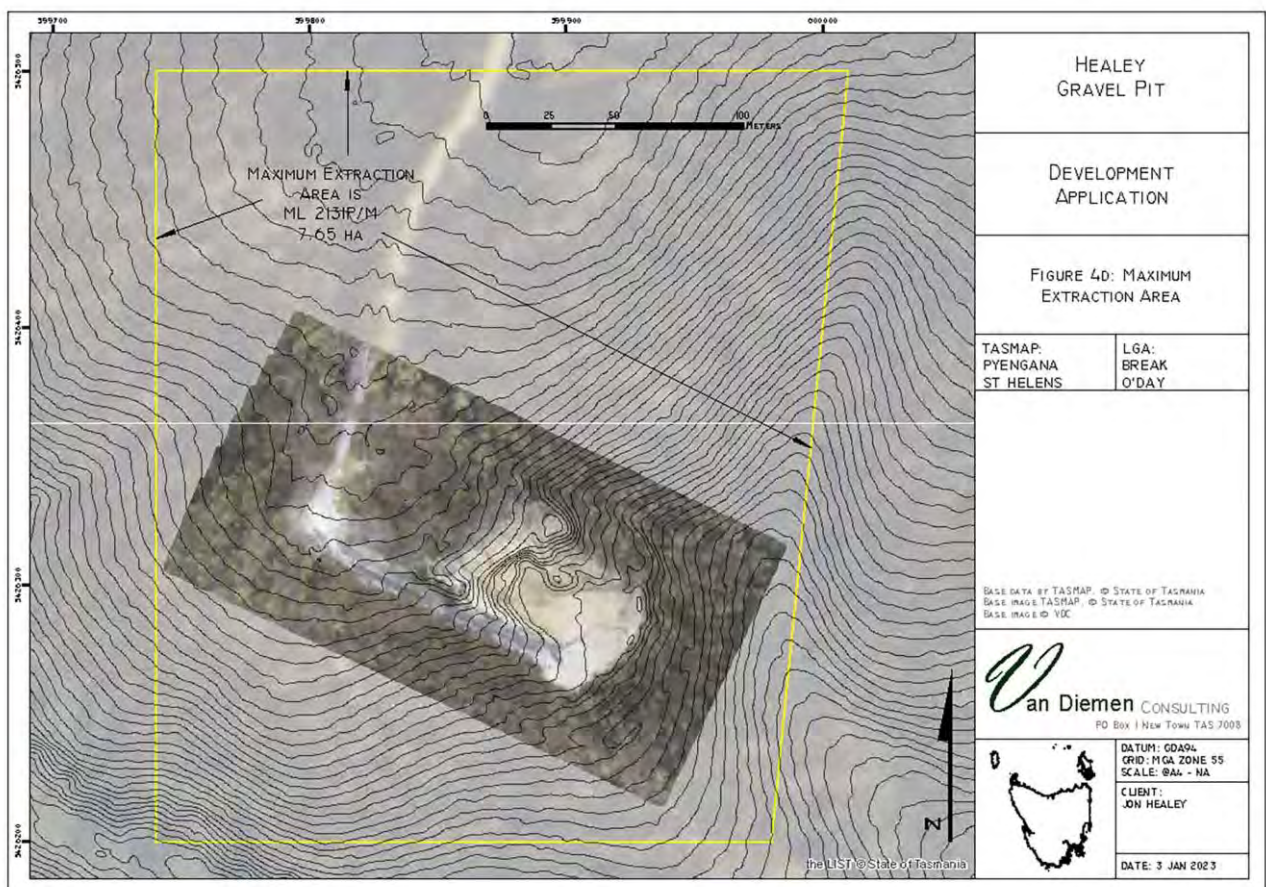 599700 599800 599900 600000
5426500
5426400
5426300
5426200
0 25 50 100
METERS
MAXIMUM EXTRACTION
AREA IS
ML 2131P/M
7.65 HA
the LIST © State of Tasmania
N
HEALEY
GRAVEL PIT
DEVELOPMENT
APPLICATION
FIGURE 4D: MAXIMUM
EXTRACTION AREA
TASMAP:
PYENGANA
ST HELENS
LGA:
BREAK
O'DAY
BASE DATA BY TASMAP, © STATE OF TASMANIA
BASE IMAGE TASMAP, © STATE OF TASMANIA
BASE IMAGE © VDC
Van Diemen CONSULTING
PO BOX 1 NEW TOWN TAS 7008
DATUM: GDA94
GRID: MGA ZONE 55
SCALE: @A4 - NA
CLIENT:
JON HEALEY
DATE: 3 JAN 2023